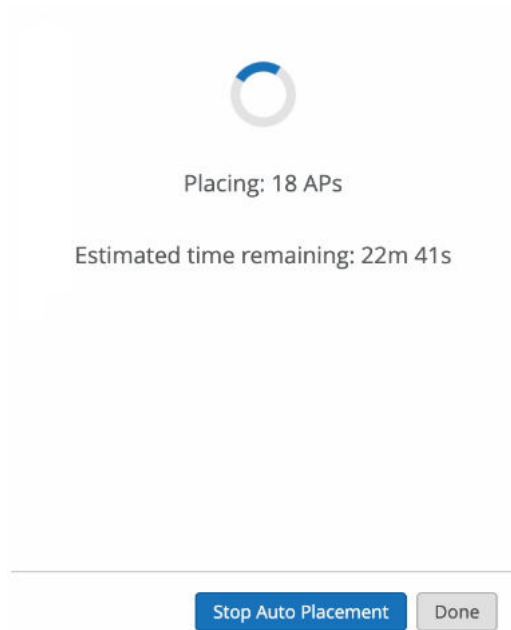 Placing: 18 APs
Estimated time remaining: 22m 41s
Stop Auto Placement
Done